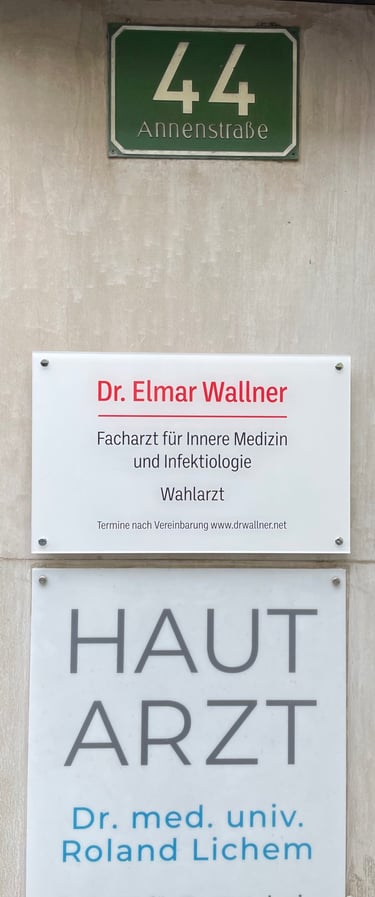 44
Annenstraße
Dr. Elmar Wallner
Facharzt für Innere Medizin
und Infektiologie
Wahlarzt
Termine nach Vereinbarung www.drwallner.net
HAUT
ARZT
Dr. med. univ.
Roland Lichem